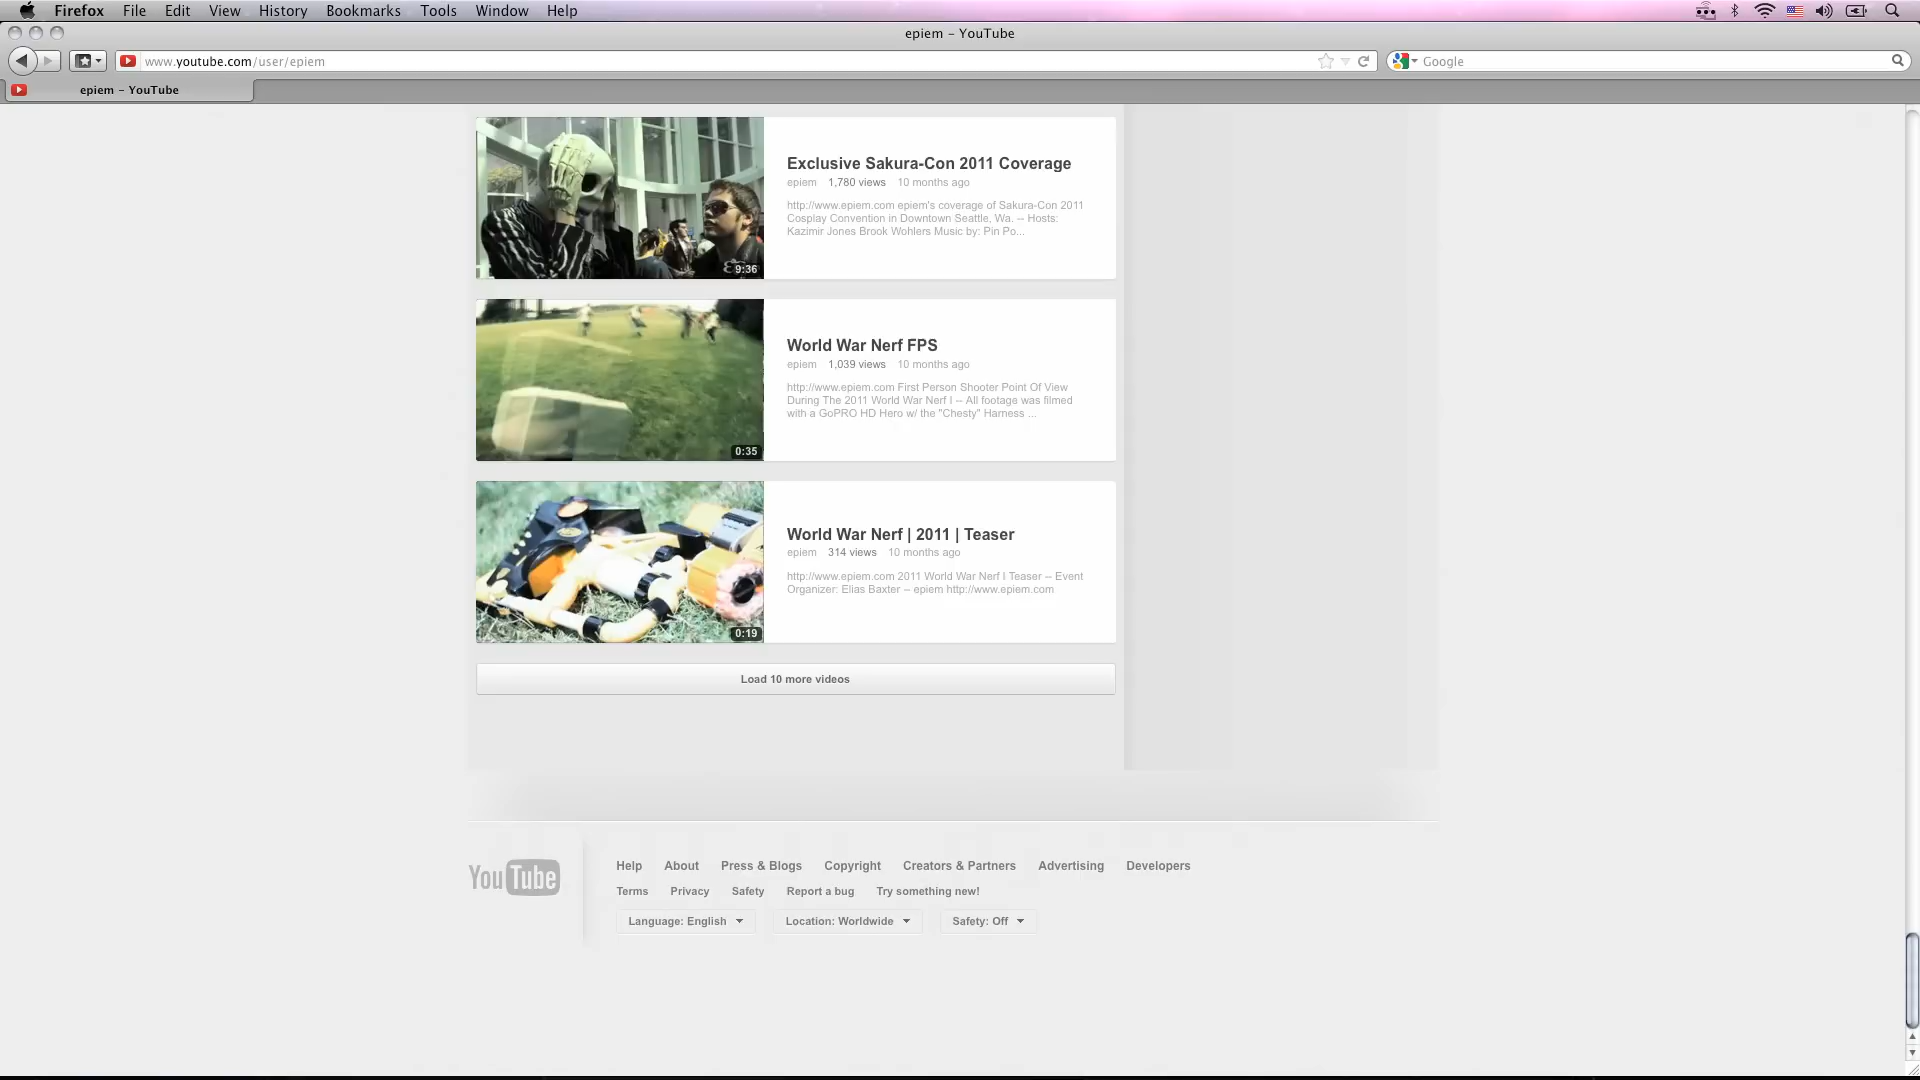 Firefox File Edit View History Bookmarks Tools Window Help
epiem – YouTube
www.youtube.com/user/epiem
Google
epiem – YouTube
Exclusive Sakura-Con 2011 Coverage
epiem 1,780 views 10 months ago
http://www.epiem.com epiem's coverage of Sakura-Con 2011
Cosplay Convention in Downtown Seattle, Wa. -- Hosts:
Kazimir Jones Brook Wohlers Music by: Pin Po...
9:36
World War Nerf FPS
epiem 1,039 views 10 months ago
http://www.epiem.com First Person Shooter Point Of View
During The 2011 World War Nerf I -- All footage was filmed
with a GoPRO HD Hero w/ the "Chesty" Harness ...
0:35
World War Nerf | 2011 | Teaser
epiem 314 views 10 months ago
http://www.epiem.com 2011 World War Nerf I Teaser -- Event
Organizer: Elias Baxter -- epiem http://www.epiem.com
0:19
Load 10 more videos
YouTube
Help About Press & Blogs Copyright Creators & Partners Advertising Developers
Terms Privacy Safety Report a bug Try something new!
Language: English Location: Worldwide Safety: Off